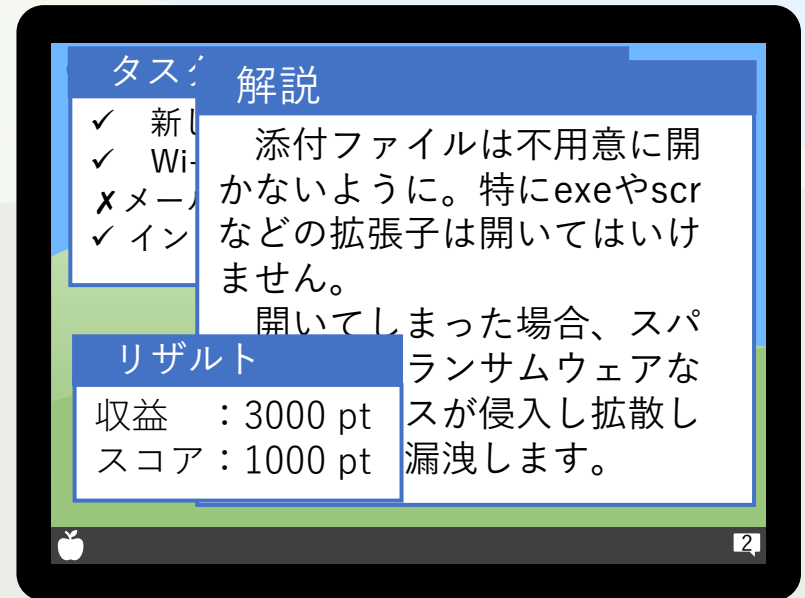 タスク
✓ 新し
✓ Wi-
✗メール
✓ イン
解説
添付ファイルは不用意に開
かないように。特にexeやscr
などの拡張子は開いてはいけ
ません。
開いてしまった場合、スパ
ランサムウェアな
スが侵入し拡散し
漏洩します。
リザルト
収益 ：3000 pt
スコア：1000 pt
2